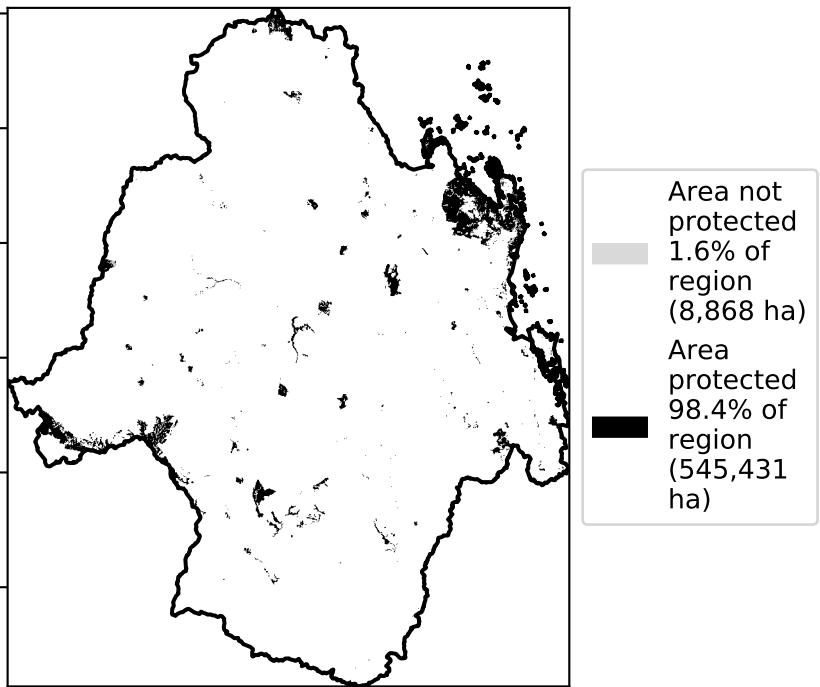 Area not
protected
1.6% of
region
(8,868 ha)
Area
protected
98.4% of
region
(545,431
ha)